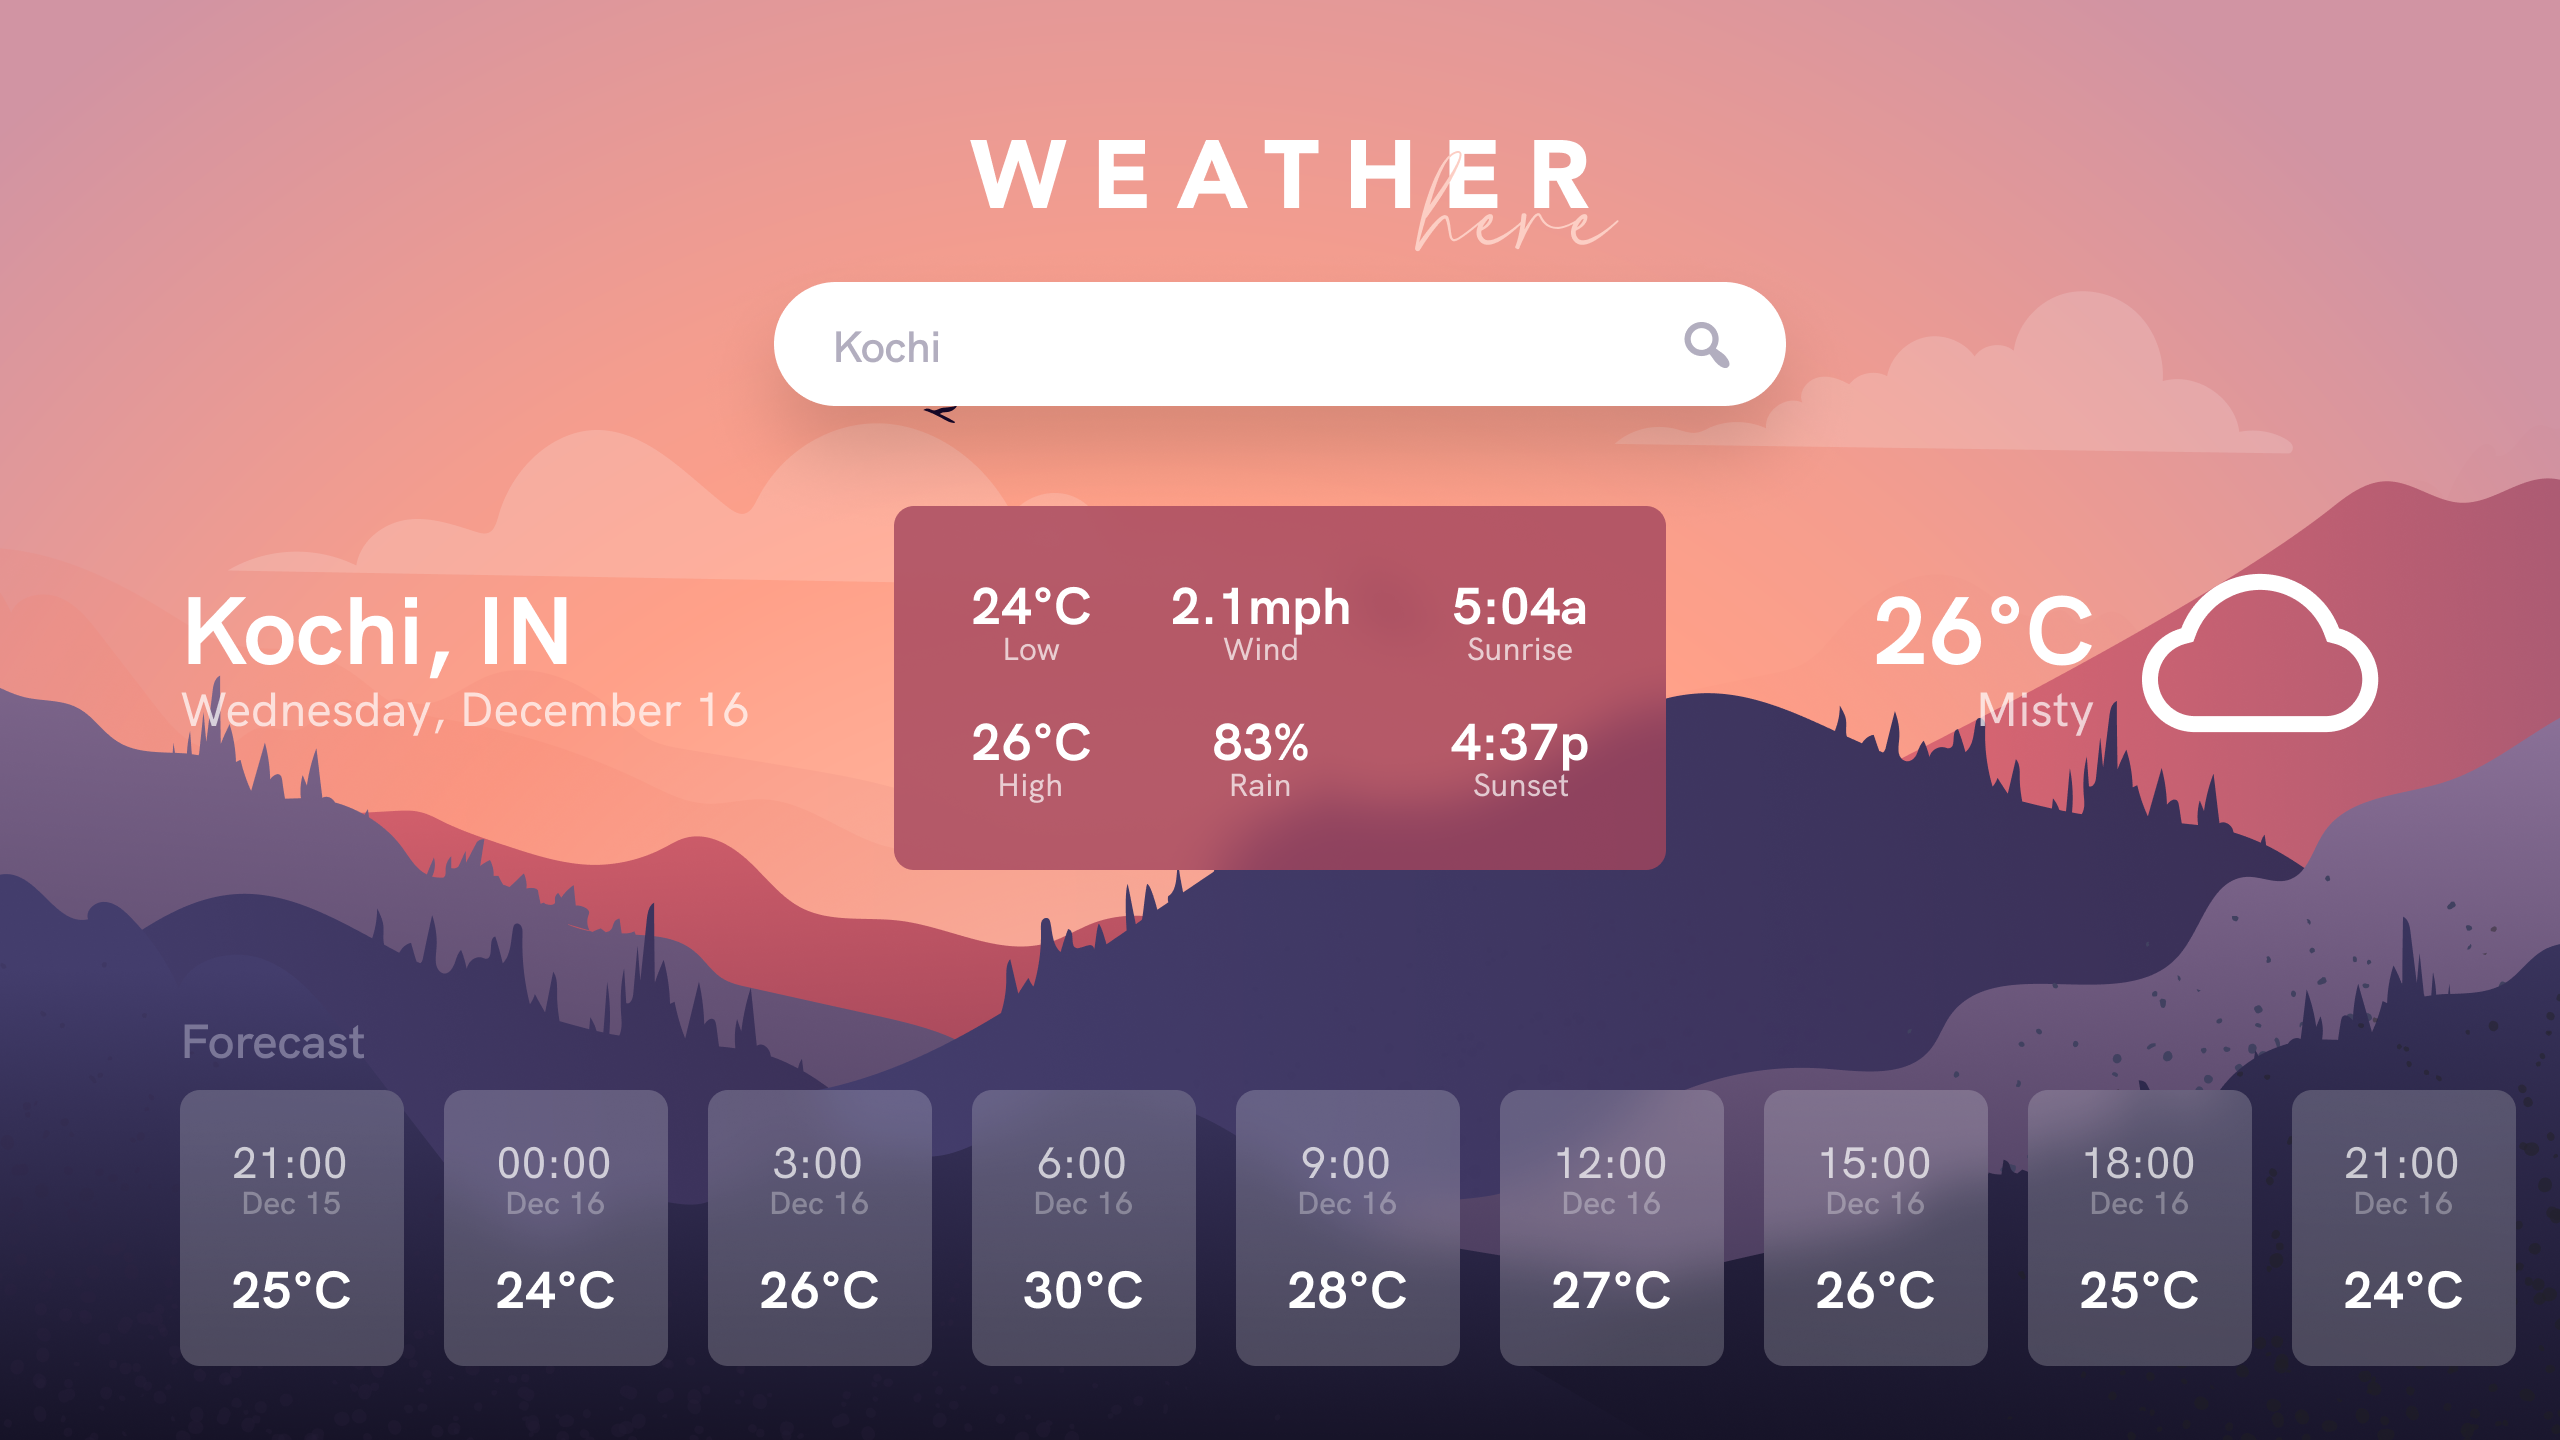 WEATHER
here
Kochi
Kochi, IN
Wednesday, December 16
24°C
Low
2.1mph
Wind
5:04a
Sunrise
26°C
High
83%
Rain
4:37p
Sunset
26°C
Misty
Forecast
21:00
Dec 15
25°C
00:00
Dec 16
24°C
3:00
Dec 16
26°C
6:00
Dec 16
30°C
9:00
Dec 16
28°C
12:00
Dec 16
27°C
15:00
Dec 16
26°C
18:00
Dec 16
25°C
21:00
Dec 16
24°C